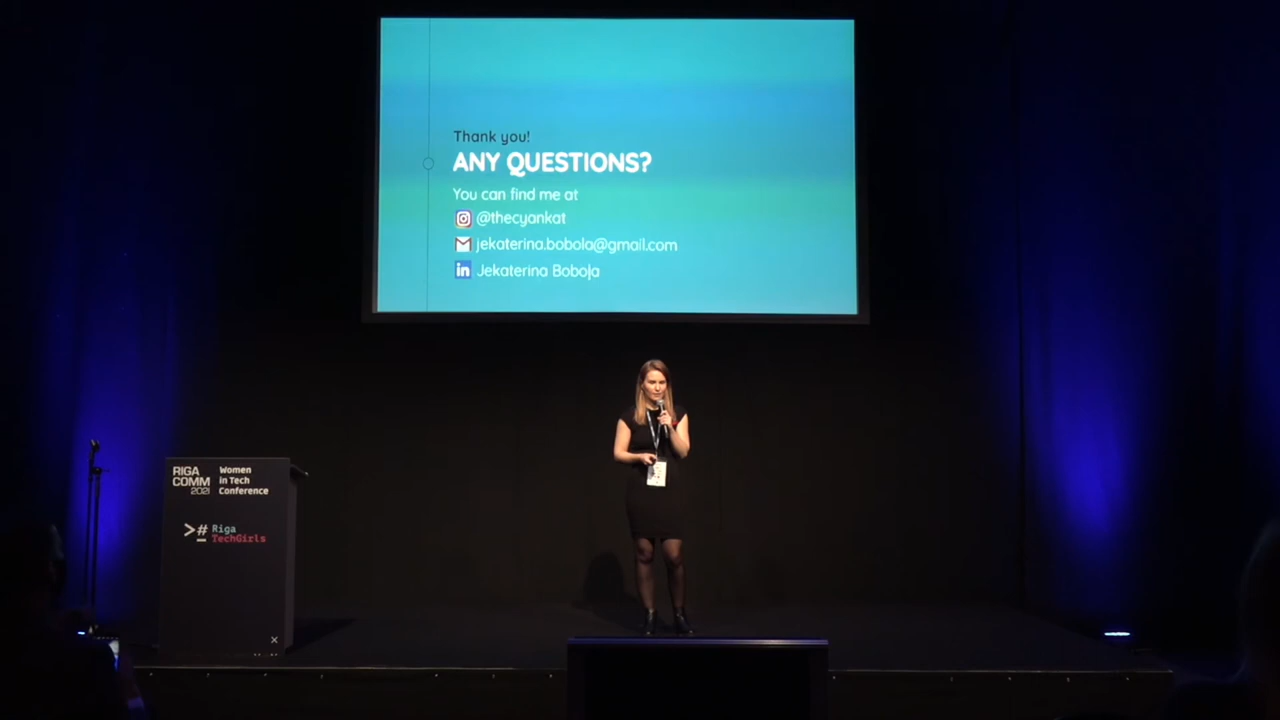 Thank you!
ANY QUESTIONS?
You can find me at
@thecyankat
jekaterina.bobola@gmail.com
Jekaterina Boboļa
RIGA
COMM
2021
Women
in Tech
Conference
>#
Riga
TechGirls